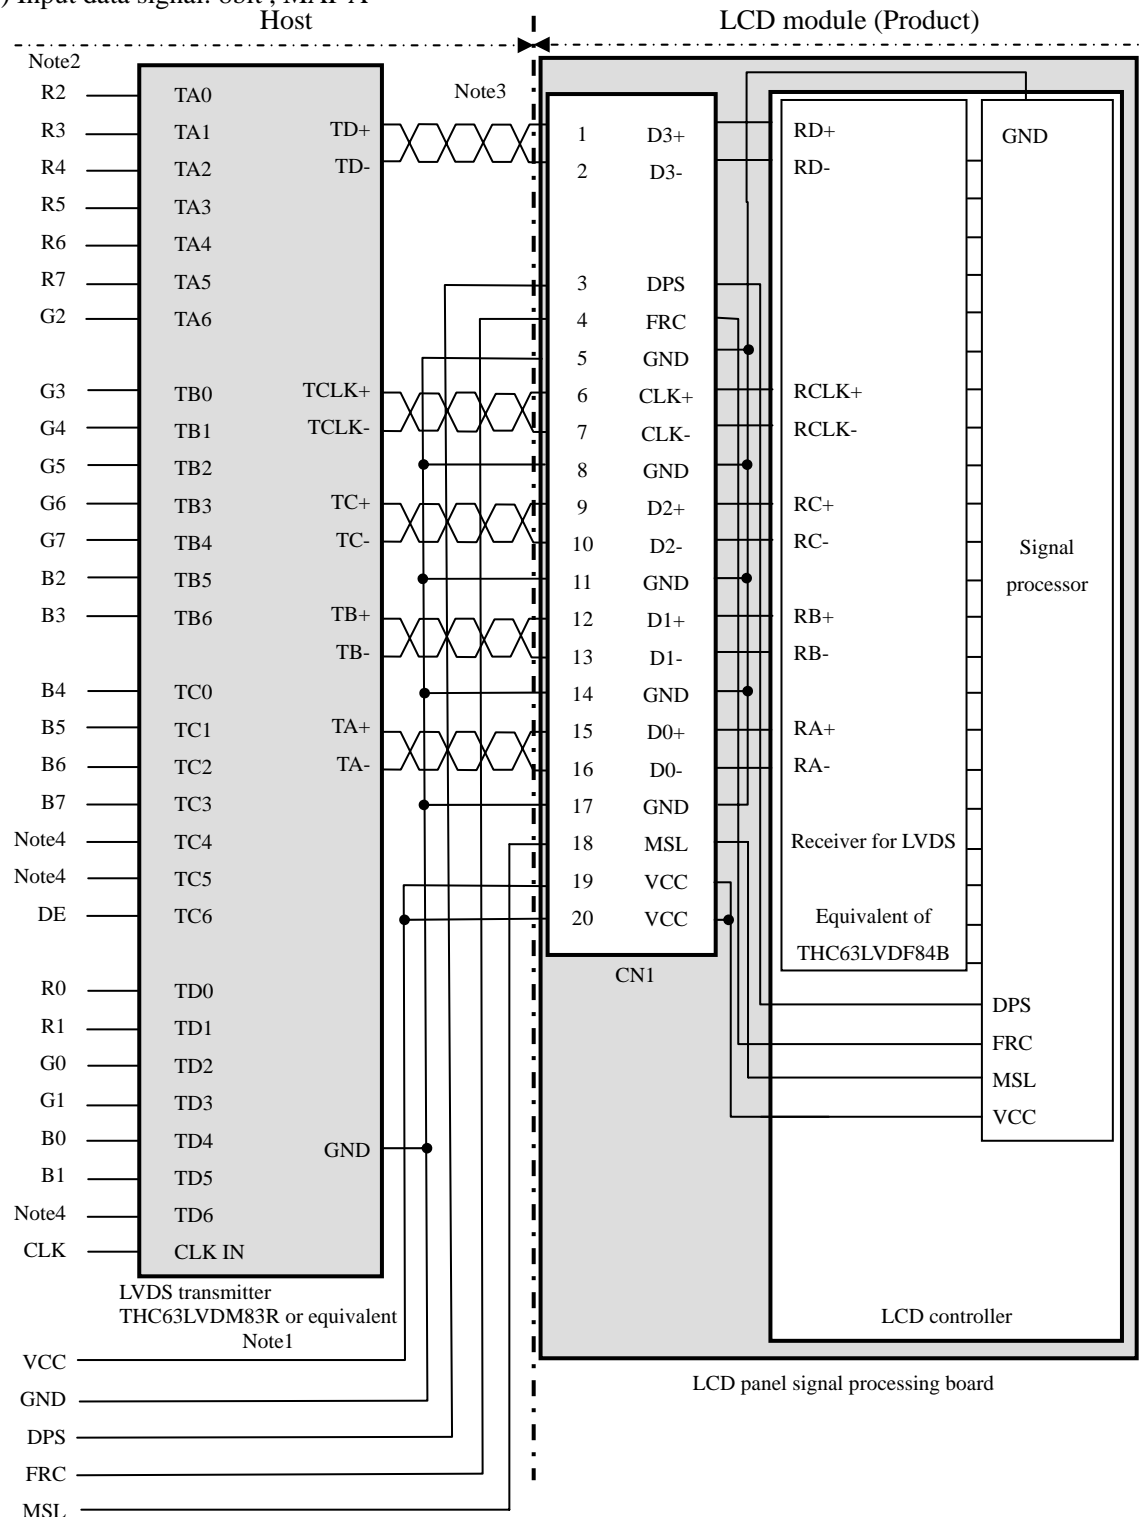 ) Input data signal: 8bit , MAP A
Host
LCD module (Product)
Note2
Note3
R2 TA0
R3 TA1 TD+ 1 D3+ RD+ GND
R4 TA2 TD- 2 D3- RD-
R5 TA3
R6 TA4
R7 TA5 3 DPS
G2 TA6 4 FRC
5 GND
G3 TB0 TCLK+ 6 CLK+ RCLK+
G4 TB1 TCLK- 7 CLK- RCLK-
G5 TB2 8 GND
G6 TB3 TC+ 9 D2+ RC+
G7 TB4 TC- 10 D2- RC- Signal
B2 TB5 11 GND processor
B3 TB6 TB+ 12 D1+ RB+
TB- 13 D1- RB-
B4 TC0 14 GND
B5 TC1 TA+ 15 D0+ RA+
B6 TC2 TA- 16 D0- RA-
B7 TC3 17 GND
Note4 TC4 18 MSL Receiver for LVDS
Note4 TC5 19 VCC
DE TC6 20 VCC Equivalent of
THC63LVDF84B
CN1
R0 TD0 DPS
R1 TD1 FRC
G0 TD2 MSL
G1 TD3 VCC
B0 TD4 GND
B1 TD5
Note4 TD6
CLK CLK IN
LVDS transmitter
THC63LVDM83R or equivalent
Note1
LCD controller
LCD panel signal processing board
VCC
GND
DPS
FRC
MSL